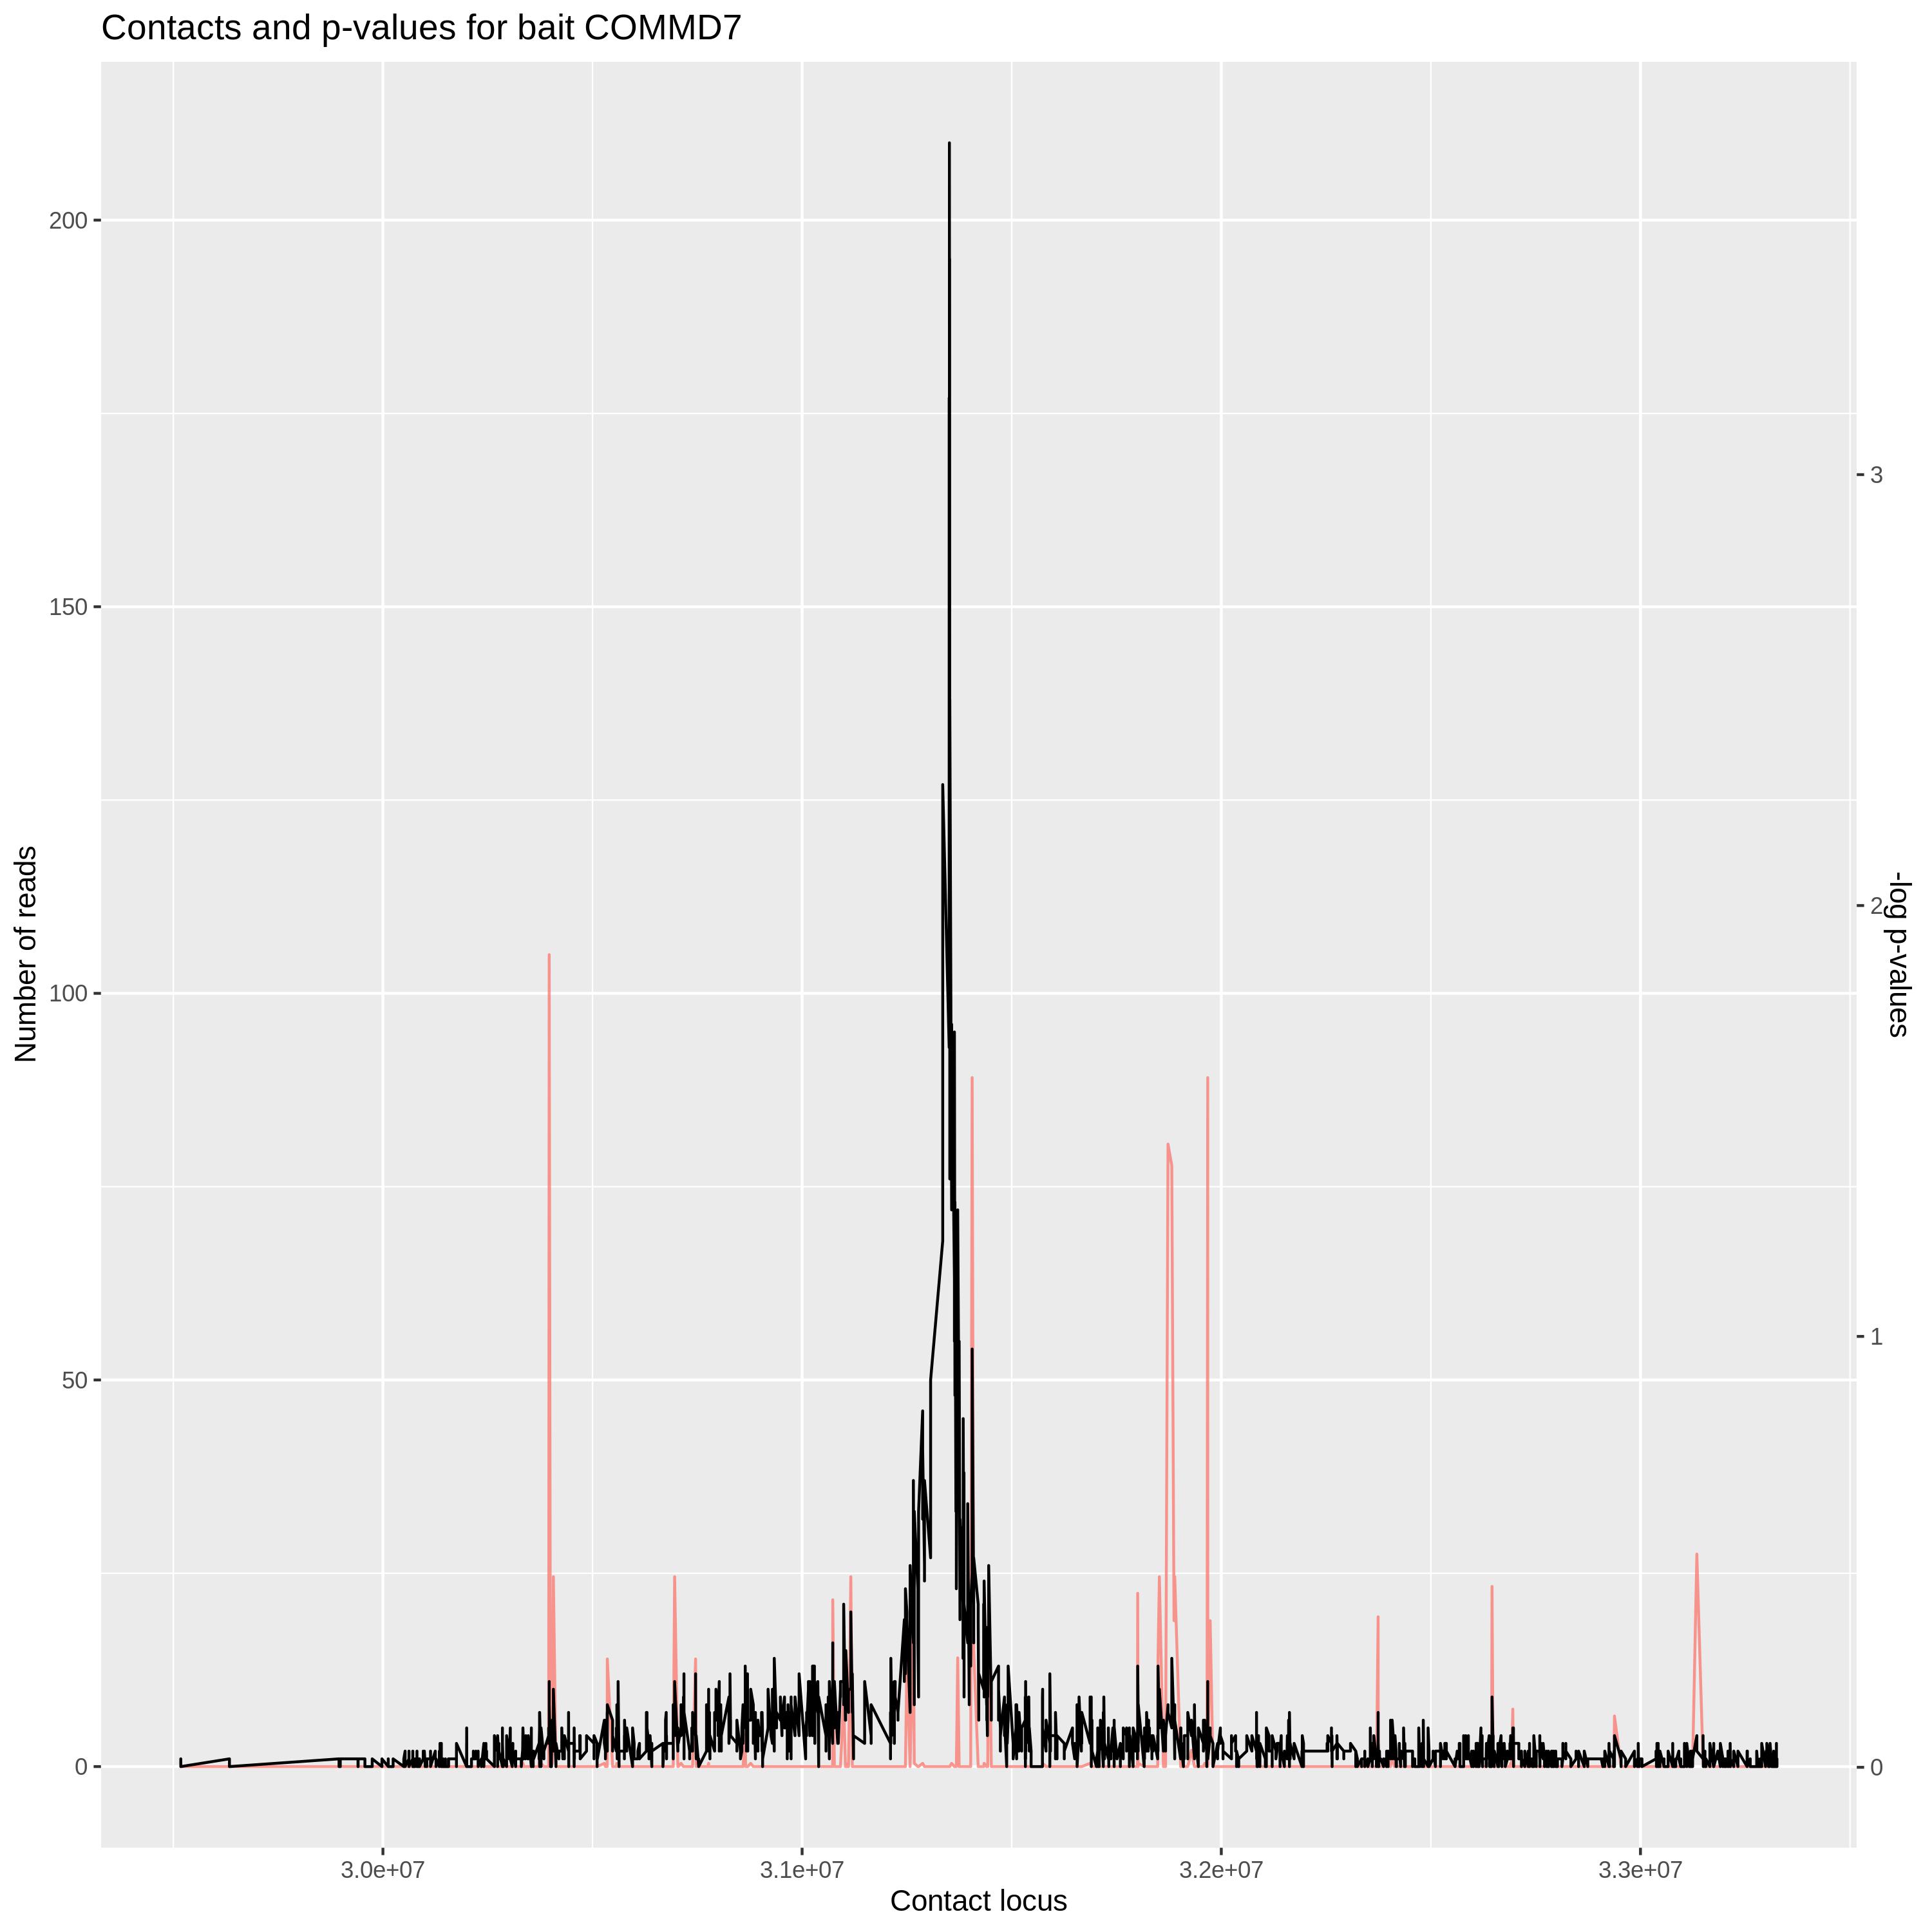 Contacts and p-values for bait COMMD7
Number of reads
200
150
100
50
0
3
2
1
0
-log p-values
3.0e+07
3.1e+07
3.2e+07
3.3e+07
Contact locus